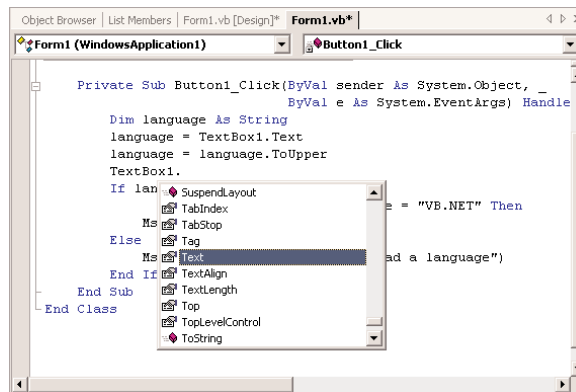 Object Browser | List Members | Form1.vb [Design]* Form1.vb*
Form1 (WindowsApplication1) Button1_Click
Private Sub Button1_Click(ByVal sender As System.Object, _
ByVal e As System.EventArgs) Handle
Dim language As String
language = TextBox1.Text
language = language.ToUpper
TextBox1.
If lan
SuspendLayout
TabIndex
= "VB.NET" Then
TabStop
Ms
Tag
Else
Text
Ms ad a language")
TextAlign
End If
TextLength
End Sub
Top
End Class
TopLevelControl
ToString